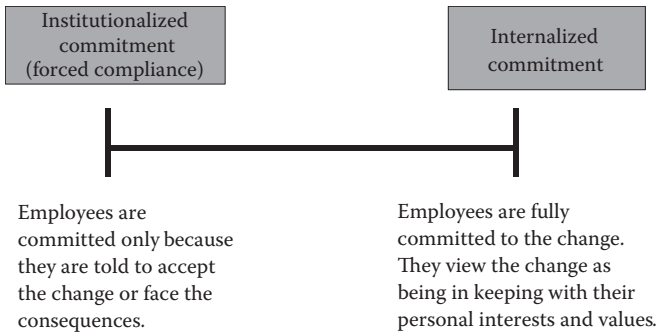 Institutionalized
commitment
(forced compliance)
Internalized
commitment
Employees are
committed only because
they are told to accept
the change or face the
consequences.
Employees are fully
committed to the change.
They view the change as
being in keeping with their
personal interests and values.